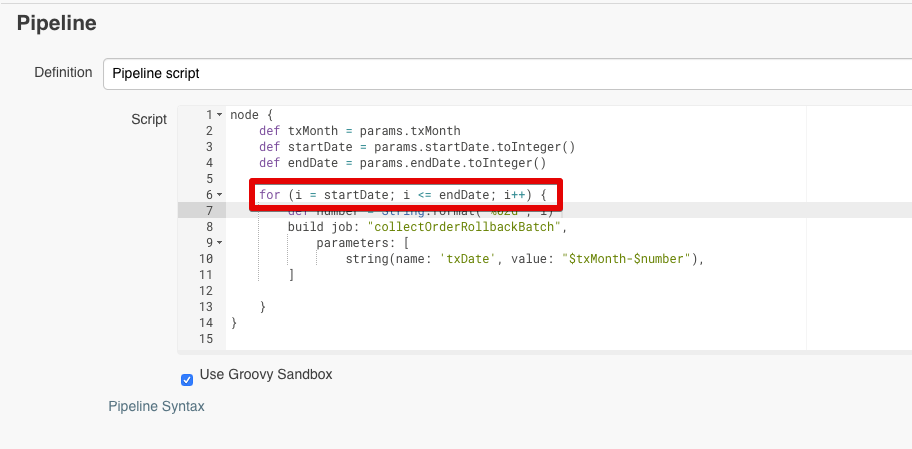 Pipeline
Definition
Pipeline script
Script
1 node {
2 def txMonth = params.txMonth
3 def startDate = params.startDate.toInteger()
4 def endDate = params.endDate.toInteger()
5
6 for (i = startDate; i <= endDate; i++) {
7 def number = String.format("%02d", i)
8 build job: "collectOrderRollbackBatch",
9 parameters: [
10 string(name: 'txDate', value: "$txMonth-$number"),
11 ]
12
13 }
14 }
15
Use Groovy Sandbox
Pipeline Syntax